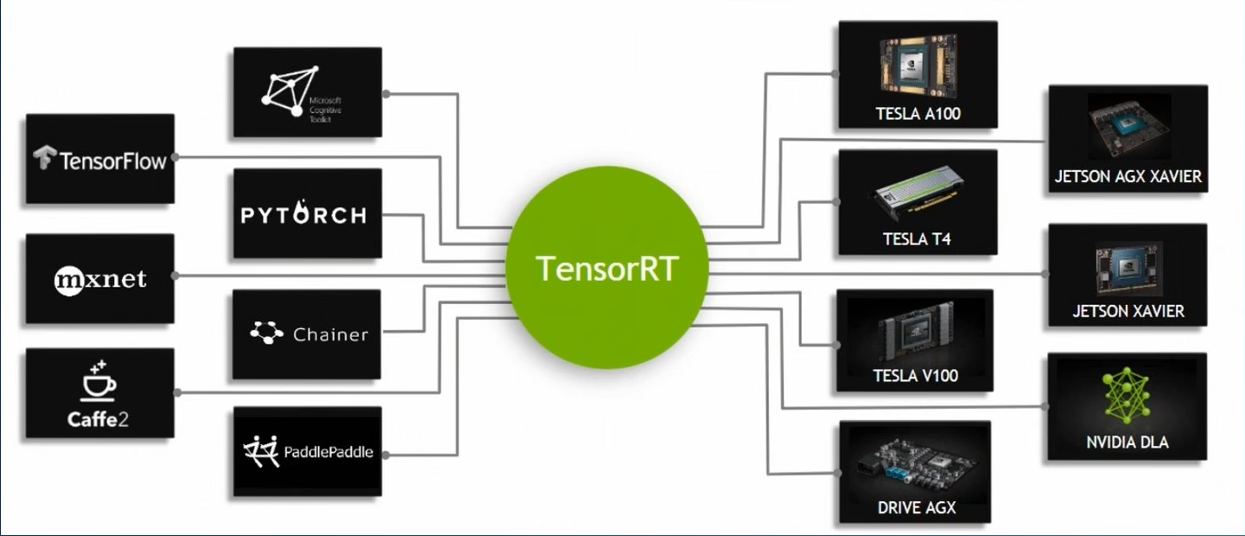 Microsoft
Cognitive
Toolkit
TensorFlow
PYTORCH
mxnet
Chainer
Caffe2
PaddlePaddle
TensorRT
TESLA A100
JETSON AGX XAVIER
TESLA T4
JETSON XAVIER
TESLA V100
NVIDIA DLA
DRIVE AGX